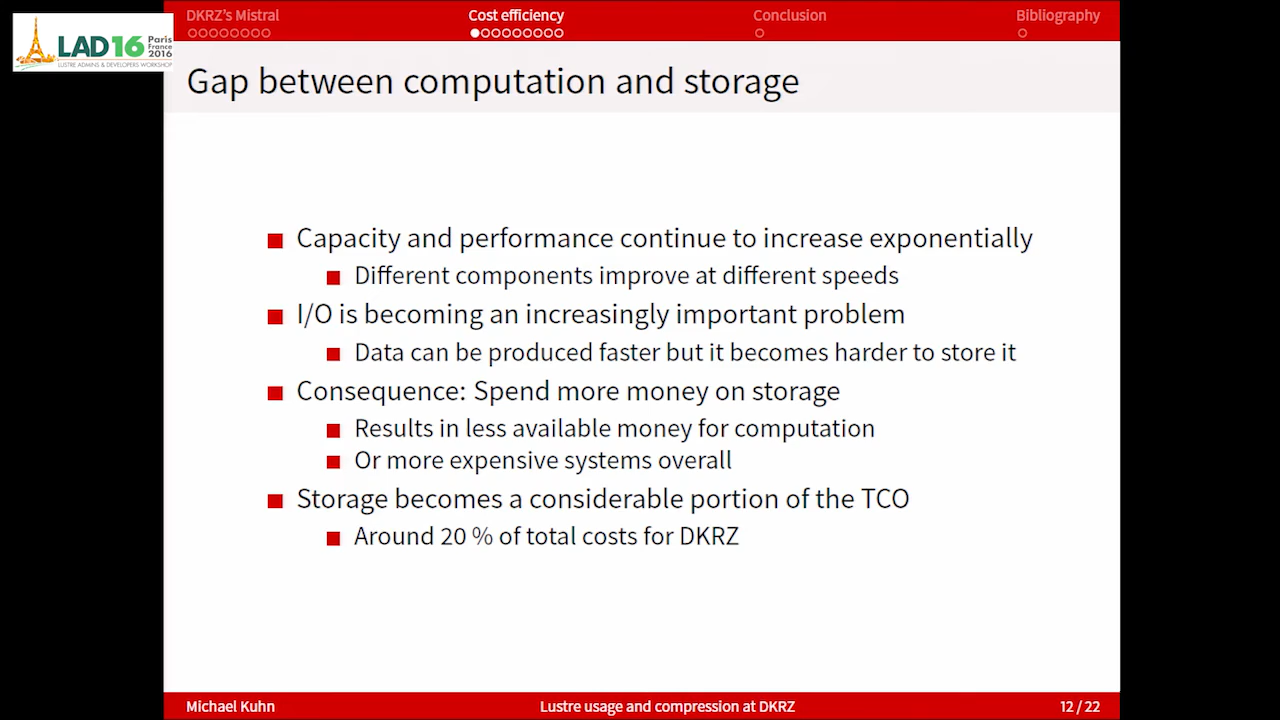 DKRZ's Mistral
Cost efficiency
Conclusion
Bibliography
LAD16 Paris France 2016
LUSTRE ADMINS & DEVELOPERS WORKSHOP
Gap between computation and storage
Capacity and performance continue to increase exponentially
Different components improve at different speeds
I/O is becoming an increasingly important problem
Data can be produced faster but it becomes harder to store it
Consequence: Spend more money on storage
Results in less available money for computation
Or more expensive systems overall
Storage becomes a considerable portion of the TCO
Around 20 % of total costs for DKRZ
Michael Kuhn
Lustre usage and compression at DKRZ
12 / 22